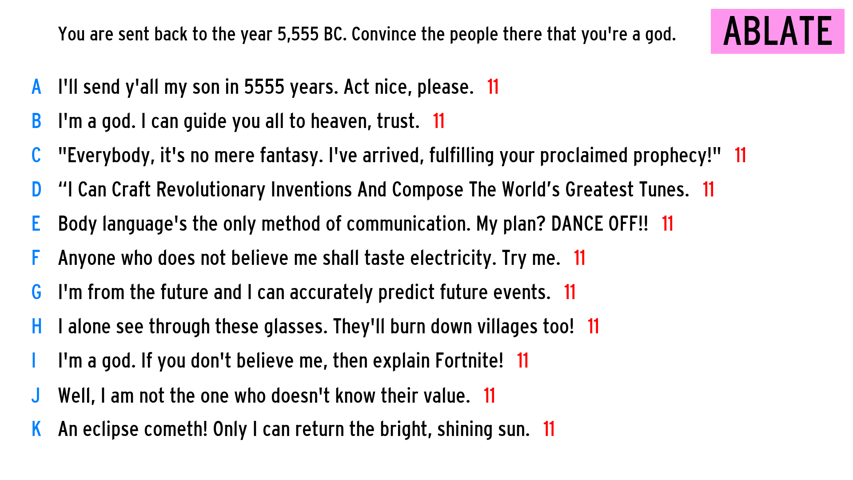 You are sent back to the year 5,555 BC. Convince the people there that you're a god.
ABLATE
A I'll send y'all my son in 5555 years. Act nice, please. 11
B I'm a god. I can guide you all to heaven, trust. 11
C "Everybody, it's no mere fantasy. I've arrived, fulfilling your proclaimed prophecy!" 11
D “I Can Craft Revolutionary Inventions And Compose The World’s Greatest Tunes. 11
E Body language's the only method of communication. My plan? DANCE OFF!! 11
F Anyone who does not believe me shall taste electricity. Try me. 11
G I'm from the future and I can accurately predict future events. 11
H I alone see through these glasses. They'll burn down villages too! 11
I I'm a god. If you don't believe me, then explain Fortnite! 11
J Well, I am not the one who doesn't know their value. 11
K An eclipse cometh! Only I can return the bright, shining sun. 11